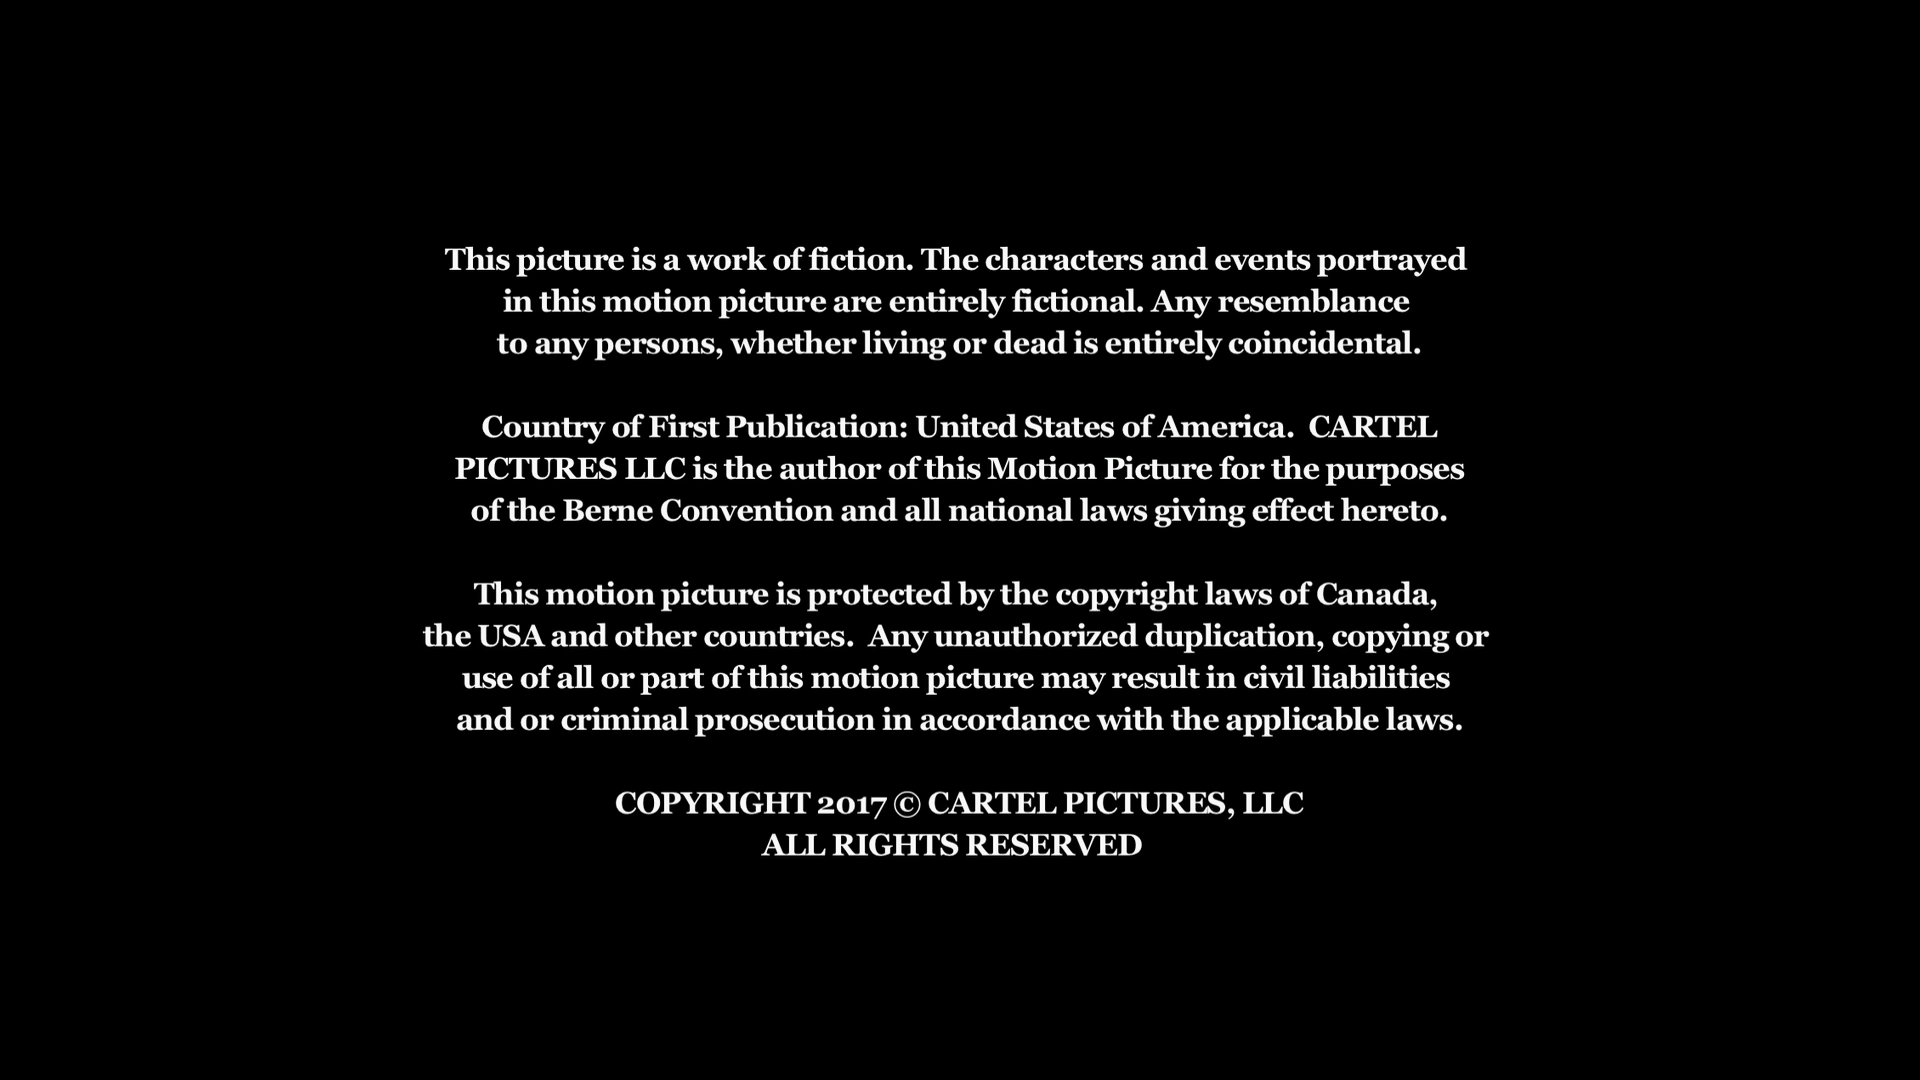 This picture is a work of fiction. The characters and events portrayed
in this motion picture are entirely fictional. Any resemblance
to any persons, whether living or dead is entirely coincidental.
Country of First Publication: United States of America.  CARTEL
PICTURES LLC is the author of this Motion Picture for the purposes
of the Berne Convention and all national laws giving effect hereto.
This motion picture is protected by the copyright laws of Canada,
the USA and other countries.  Any unauthorized duplication, copying or
use of all or part of this motion picture may result in civil liabilities
and or criminal prosecution in accordance with the applicable laws.
COPYRIGHT 2017 © CARTEL PICTURES, LLC
ALL RIGHTS RESERVED